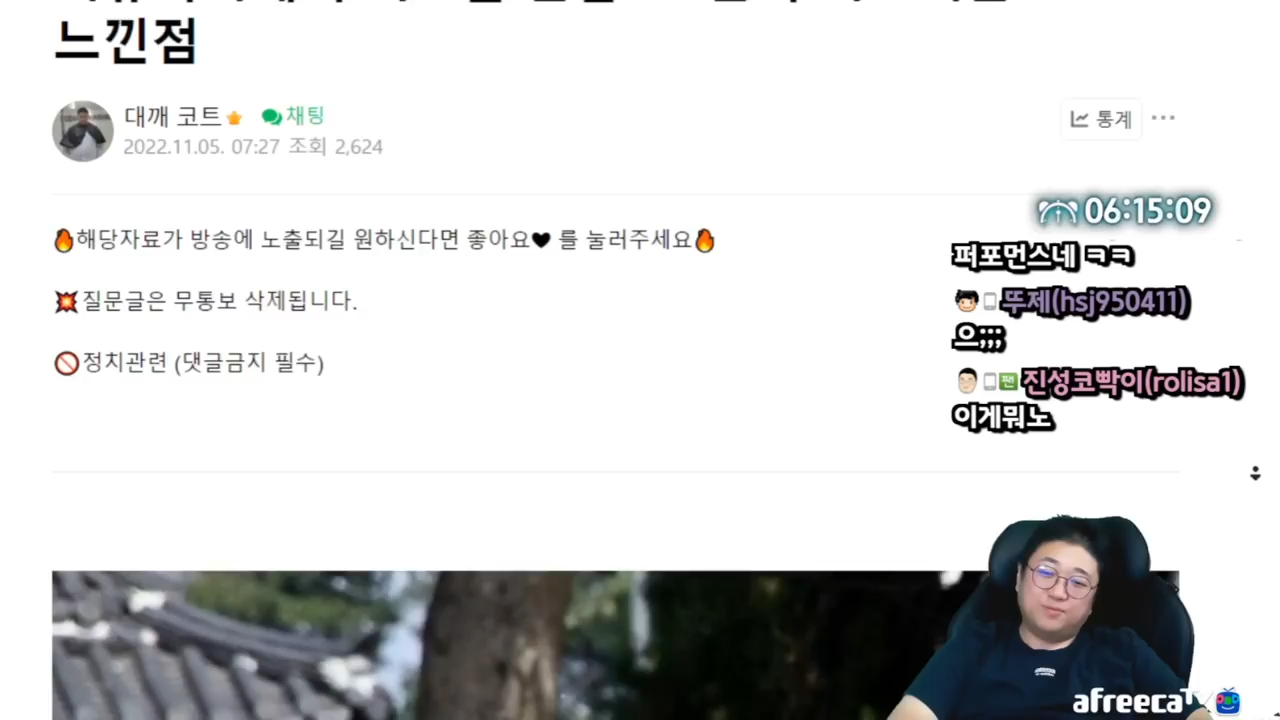 느낀점
대깨 코트 채팅
2022.11.05. 07:27 조회 2,624
통계
06:15:09
🔥해당자료가 방송에 노출되길 원하신다면 좋아요🖤 를 눌러주세요🔥
퍼포먼스네 ㅋㅋ
💥질문글은 무통보 삭제됩니다.
뚜제(hsj950411)
으;;;
🚫정치관련 (댓글금지 필수)
짼 진성코빡이(rolisa1)
이게뭐노
afreecaTV